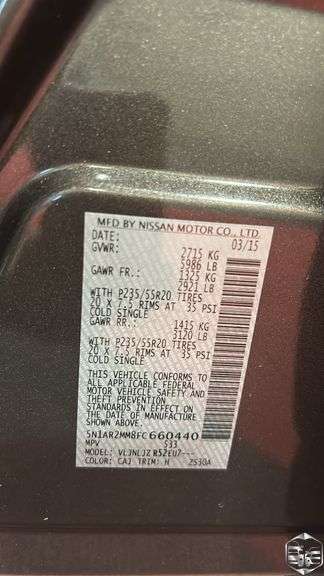 MFD BY NISSAN MOTOR CO., LTD.
DATE: 03/15
GVWR: 2715 KG
5986 LB
GAWR FR.: 1325 KG
2921 LB
WITH P235/55R20 TIRES
20 X 7.5 RIMS AT 35 PSI
COLD SINGLE
GAWR RR.: 1415 KG
3120 LB
WITH P235/55R20 TIRES
20 X 7.5 RIMS AT 35 PSI
COLD SINGLE
THIS VEHICLE CONFORMS TO
ALL APPLICABLE FEDERAL
MOTOR VEHICLE SAFETY AND
THEFT STANDARDS IN EFFECT
ON THE DATE OF MANUFACTURE
SHOWN ABOVE.
5N1AR2MM8FC660440
MPV 533
MODEL: VLJNLJZ R52EU7---
COLOR: CAJ TRIM: H 2530A